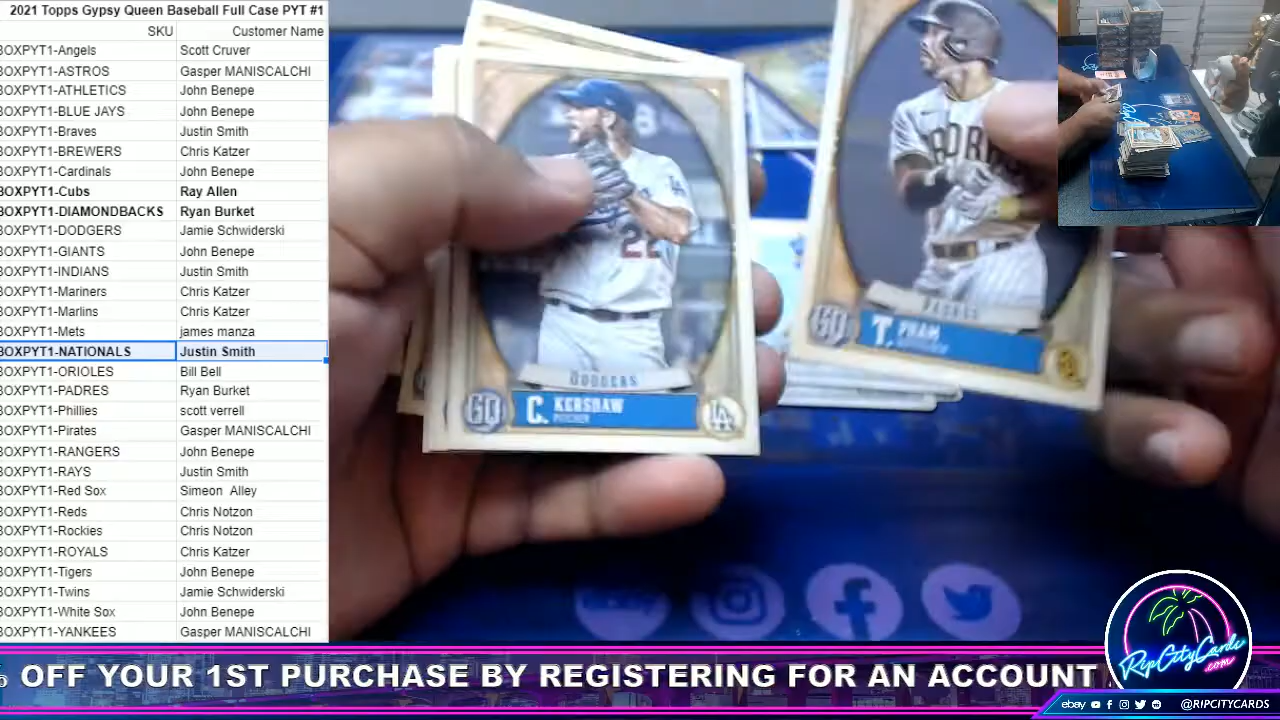 2021 Topps Gypsy Queen Baseball Full Case PYT #1
SKU Customer Name
BOXPYT1-Angels Scott Cruver
BOXPYT1-ASTROS Gasper MANISCALCHI
BOXPYT1-ATHLETICS John Benepe
BOXPYT1-BLUE JAYS John Benepe
BOXPYT1-Braves Justin Smith
BOXPYT1-BREWERS Chris Katzer
BOXPYT1-Cardinals John Benepe
BOXPYT1-Cubs Ray Allen
BOXPYT1-DIAMONDBACKS Ryan Burket
BOXPYT1-DODGERS Jamie Schwiderski
BOXPYT1-GIANTS John Benepe
BOXPYT1-INDIANS Justin Smith
BOXPYT1-Mariners Chris Katzer
BOXPYT1-Marlins Chris Katzer
BOXPYT1-Mets james manza
BOXPYT1-NATIONALS Justin Smith
BOXPYT1-ORIOLES Bill Bell
BOXPYT1-PADRES Ryan Burket
BOXPYT1-Phillies scott verrell
BOXPYT1-Pirates Gasper MANISCALCHI
BOXPYT1-RANGERS John Benepe
BOXPYT1-RAYS Justin Smith
BOXPYT1-Red Sox Simeon Alley
BOXPYT1-Reds Chris Notzon
BOXPYT1-Rockies Chris Notzon
BOXPYT1-ROYALS Chris Katzer
BOXPYT1-Tigers John Benepe
BOXPYT1-Twins Jamie Schwiderski
BOXPYT1-White Sox John Benepe
BOXPYT1-YANKEES Gasper MANISCALCHI
PADRES
GQ T. PHAM
DODGERS
GQ C. KERSHAW LA
PITCHER
% OFF YOUR 1ST PURCHASE BY REGISTERING FOR AN ACCOUNT
RipCityCards
.com
ebay @RIPCITYCARDS